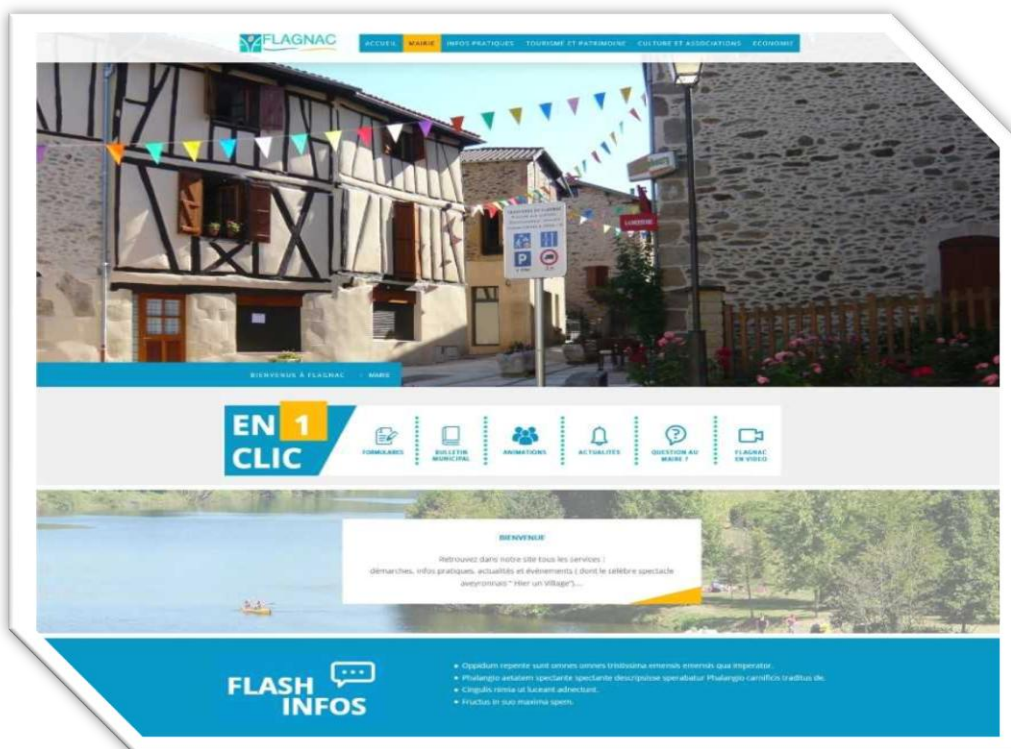 FLAGNAC
ACCUEIL MAIRIE INFOS PRATIQUES TOURISME ET PATRIMOINE CULTURE ET ASSOCIATIONS ECONOMIE
P
BIENVENUE À FLAGNAC MAIRIE
EN 1
CLIC
FORMULAIRES
BULLETIN
MUNICIPAL
ANIMATIONS
ACTUALITÉS
QUESTION AU
MAIRE ?
FLAGNAC
EN VIDEO
BIENVENUE
Retrouvez dans notre site tous les services :
démarches, infos pratiques, actualités et événements ( dont le célèbre spectacle
aveyronnais " Hier un Village")....
FLASH
INFOS
Oppidum repente sunt omnes omnes tristissima emensis emensis qua imperator.
Phalangio aetatem spectante spectante descripsisse sperabatur Phalangio carnificis traditus de.
Cingulis nimia ut luceant adnectunt.
Fructus in suo maxima spem.